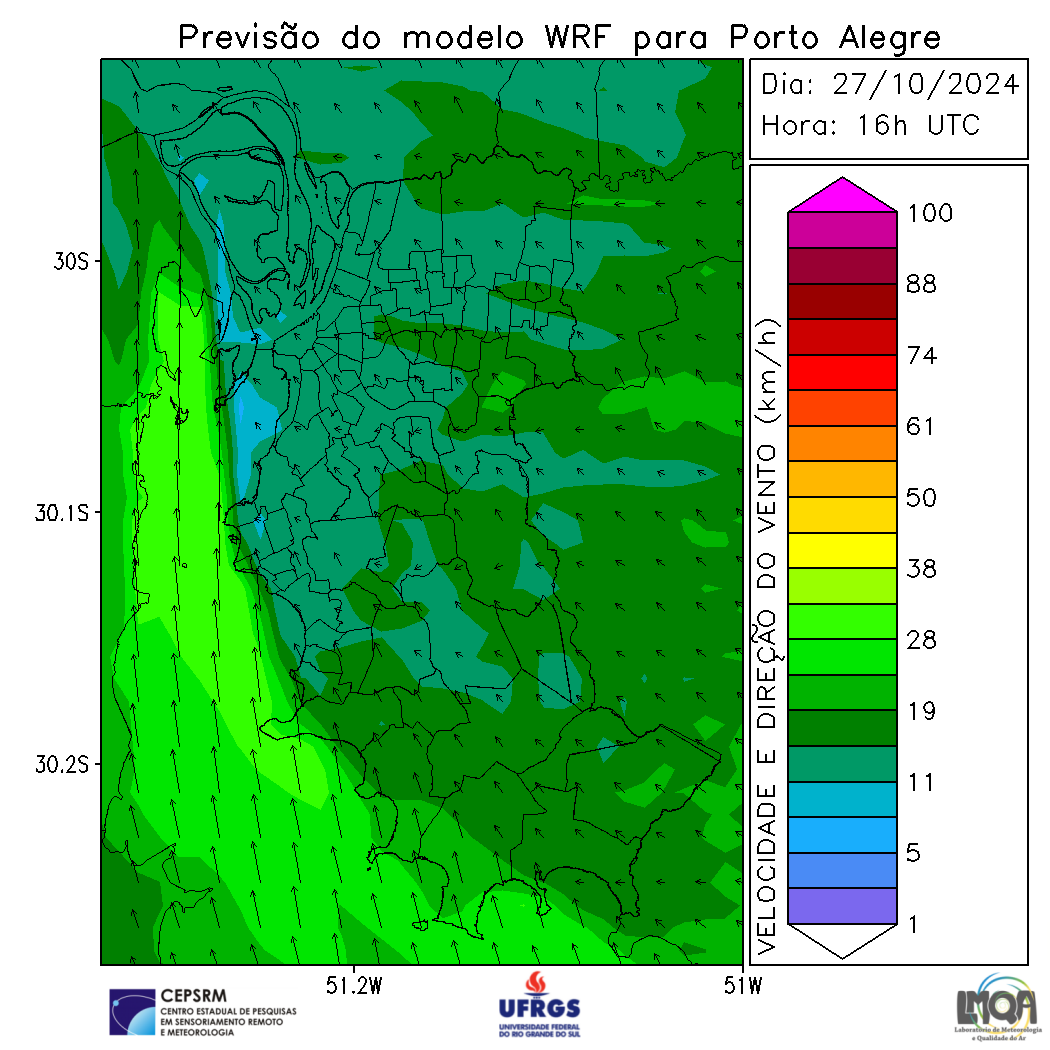 Previsão do modelo WRF para Porto Alegre
Dia: 27/10/2024
Hora: 16h UTC
30S
30.1S
30.2S
51.2W
51W
VELOCIDADE E DIREÇÃO DO VENTO (km/h)
100
88
74
61
50
38
28
19
11
5
1
CEPSRM
CENTRO ESTADUAL DE PESQUISAS
EM SENSORIAMENTO REMOTO
E METEOROLOGIA
UFRGS
UNIVERSIDADE FEDERAL
DO RIO GRANDE DO SUL
LMQA
Laboratório de Meteorologia
e Qualidade do Ar